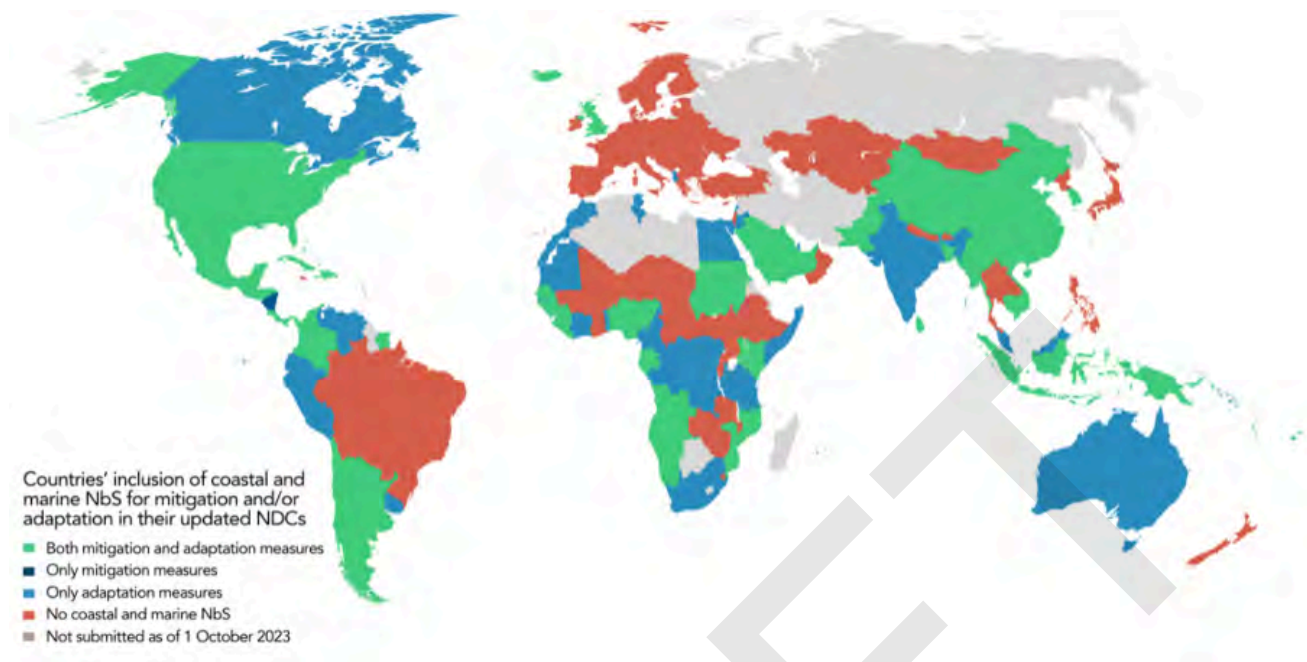 Countries' inclusion of coastal and
marine NbS for mitigation and/or
adaptation in their updated NDCs
Both mitigation and adaptation measures
Only mitigation measures
Only adaptation measures
No coastal and marine NbS
Not submitted as of 1 October 2023